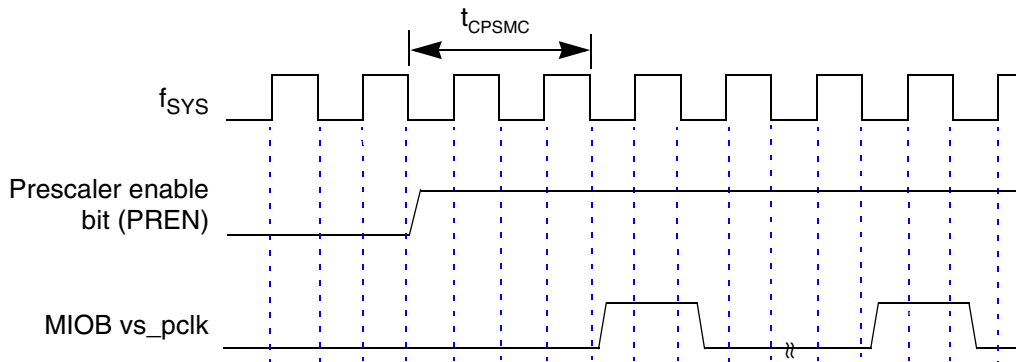 tCPSMC
fSYS
Prescaler enable
bit (PREN)
MIOB vs_pclk